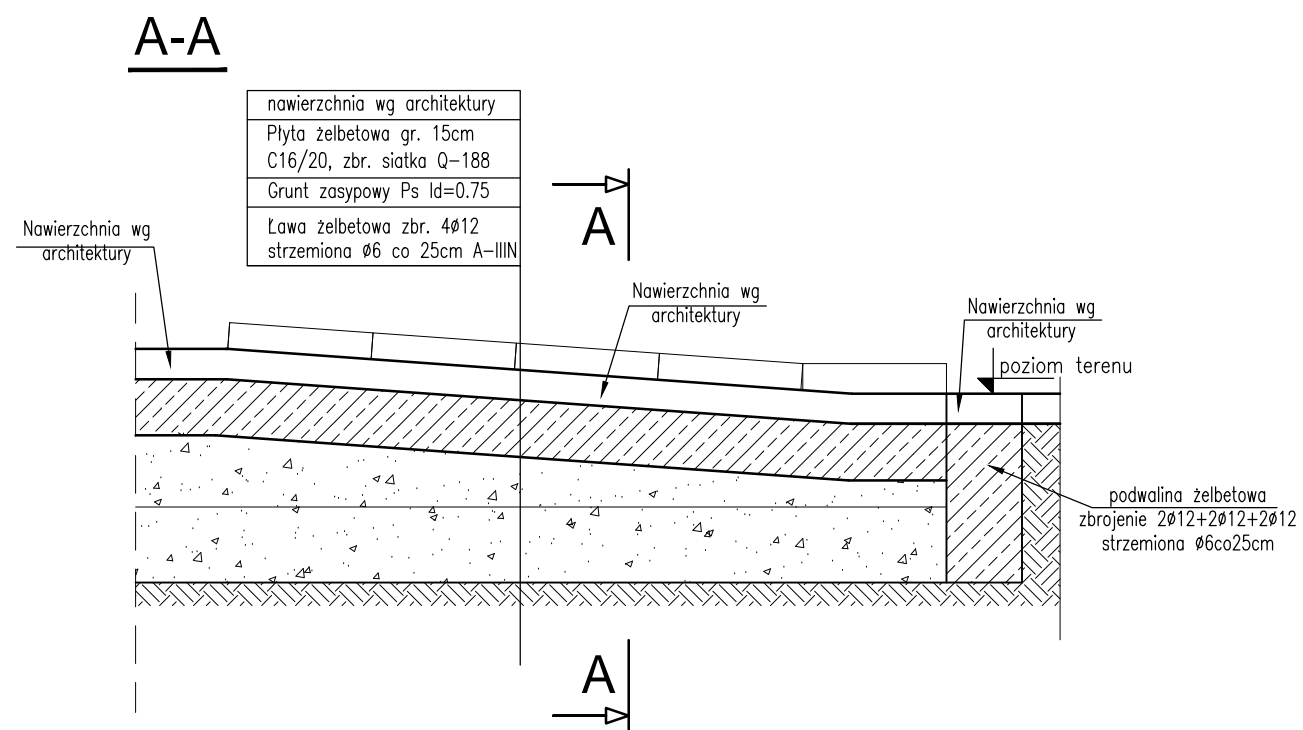 A-A
nawierzchnia wg architektury
Płyta żelbetowa gr. 15cm
C16/20, zbr. siatka Q-188
Grunt zasypowy Ps Id=0.75
Ława żelbetowa zbr. 4ø12
strzemiona ø6 co 25cm A-IIIN
A
Nawierzchnia wg
architektury
Nawierzchnia wg
architektury
Nawierzchnia wg
architektury
poziom terenu
podwalina żelbetowa
zbrojenie 2ø12+2ø12+2ø12
strzemiona ø6co25cm
A